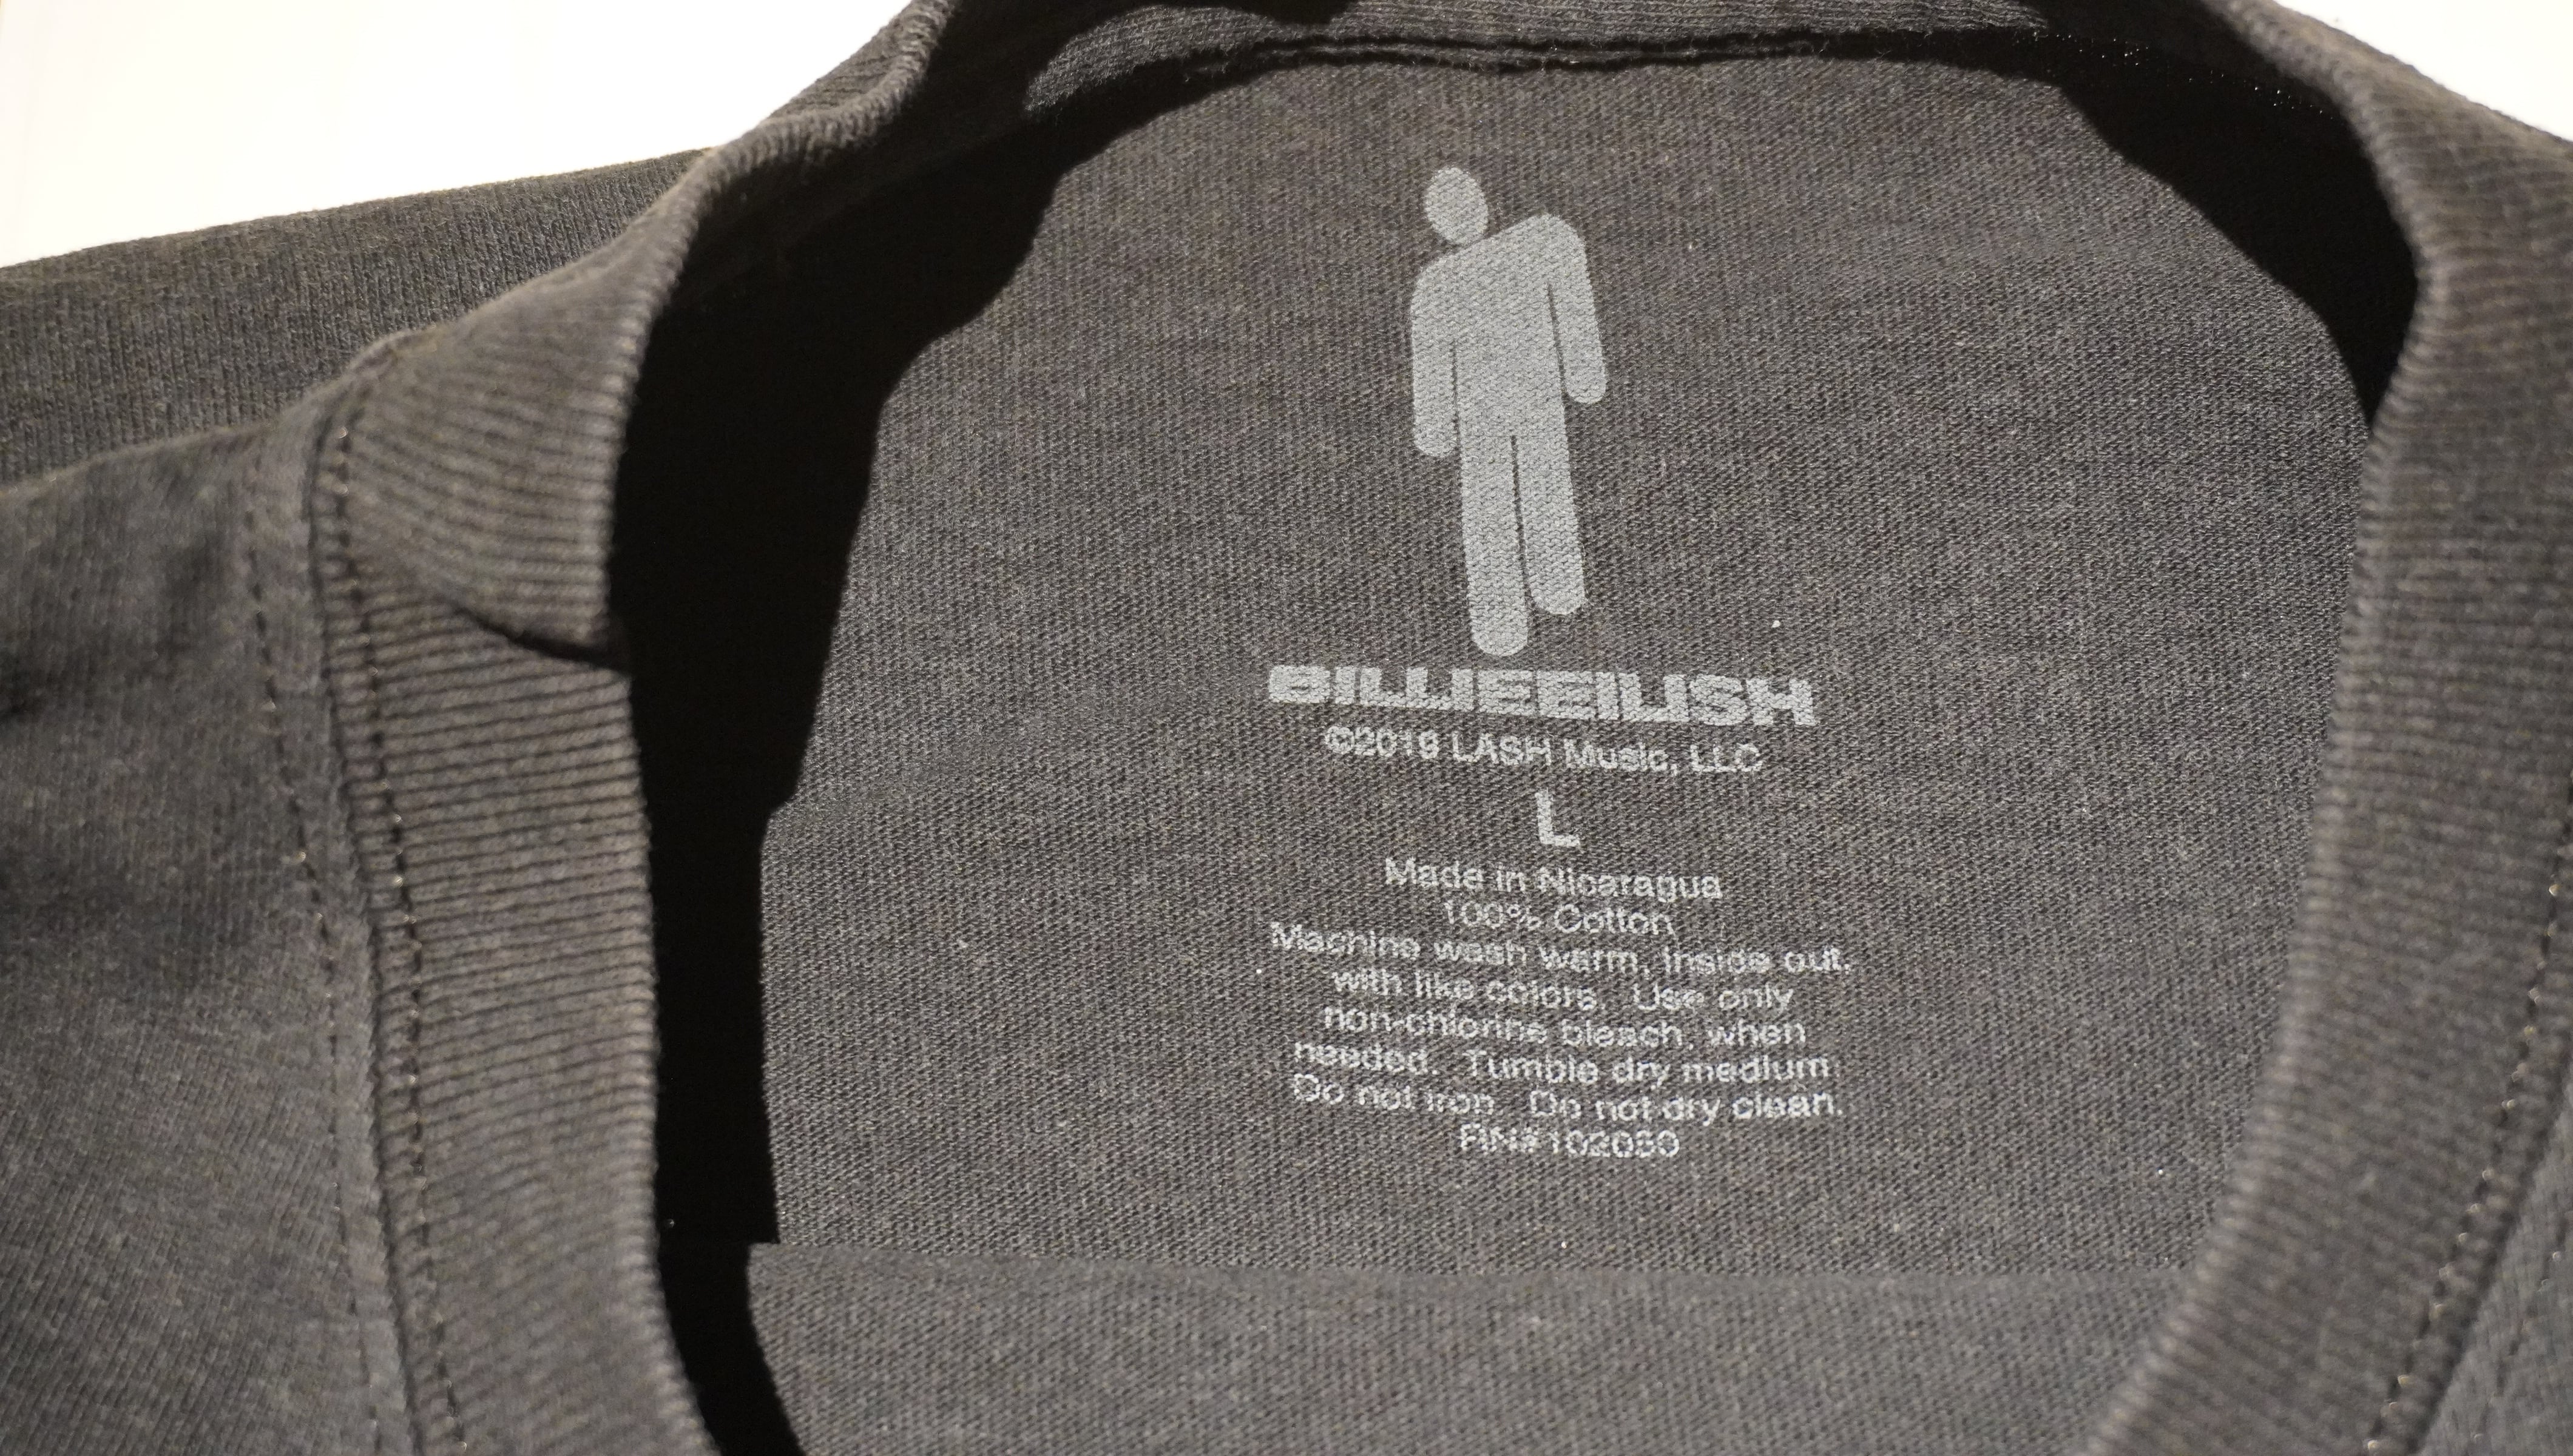 BILLIEEILISH
©2019 LASH Music, LLC
L
Made in Nicaragua
100% Cotton
Machine wash warm, inside out,
with like colors. Use only
non-chlorine bleach, when
needed. Tumble dry medium.
Do not iron. Do not dry clean.
RN#102050